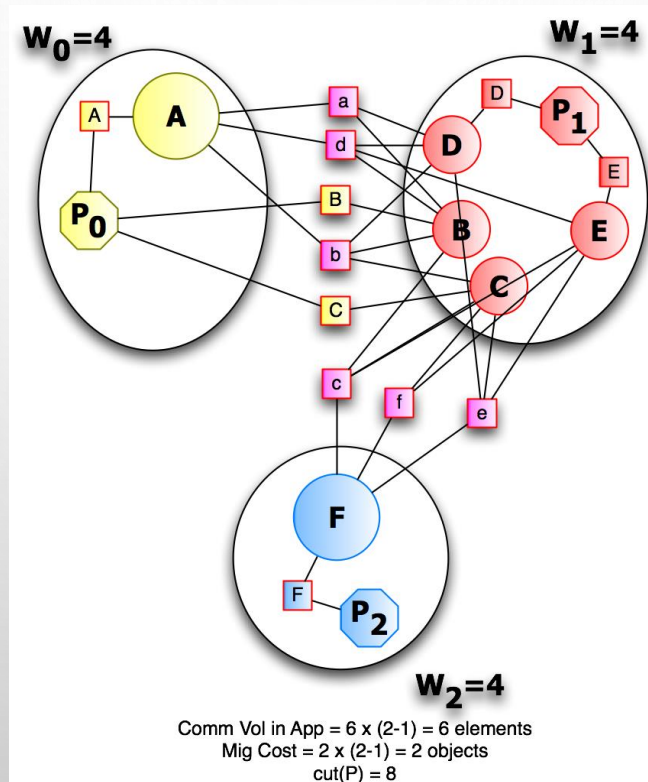 W0=4
W1=4
A
A
P0
a
d
B
b
C
D
P1
D
E
B
E
C
c
f
e
F
F
P2
W2=4
Comm Vol in App = 6 x (2-1) = 6 elements
Mig Cost = 2 x (2-1) = 2 objects
cut(P) = 8